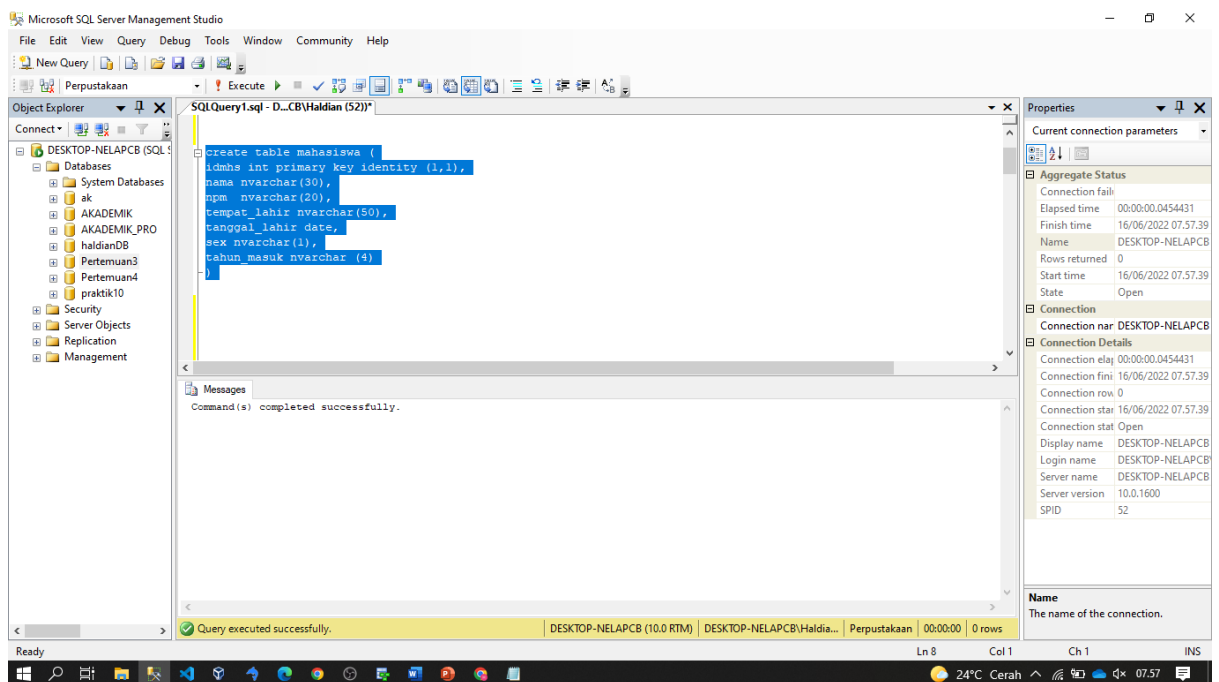 Microsoft SQL Server Management Studio
File Edit View Query Debug Tools Window Community Help
New Query
Perpustakaan Execute
Object Explorer
Connect
DESKTOP-NELAPCB (SQL S
Databases
System Databases
ak
AKADEMIK
AKADEMIK_PRO
haldianDB
Pertemuan3
Pertemuan4
praktik10
Security
Server Objects
Replication
Management
SQLQuery1.sql - D...CB\Haldian (52))*
create table mahasiswa (
idmhs int primary key identity (1,1),
nama nvarchar(30),
npm  nvarchar(20),
tempat_lahir nvarchar(50),
tanggal_lahir date,
sex nvarchar(1),
tahun_masuk nvarchar (4)
)
Messages
Command(s) completed successfully.
Query executed successfully. DESKTOP-NELAPCB (10.0 RTM) DESKTOP-NELAPCB\Haldia... Perpustakaan 00:00:00 0 rows
Properties
Current connection parameters
Aggregate Status
Connection failu
Elapsed time 00:00:00.0454431
Finish time 16/06/2022 07.57.39
Name DESKTOP-NELAPCB
Rows returned 0
Start time 16/06/2022 07.57.39
State Open
Connection
Connection nar DESKTOP-NELAPCB
Connection Details
Connection elap 00:00:00.0454431
Connection fini 16/06/2022 07.57.39
Connection row 0
Connection star 16/06/2022 07.57.39
Connection stat Open
Display name DESKTOP-NELAPCB
Login name DESKTOP-NELAPCB\
Server name DESKTOP-NELAPCB
Server version 10.0.1600
SPID 52
Name
The name of the connection.
Ready Ln 8 Col 1 Ch 1 INS
24°C Cerah 07.57